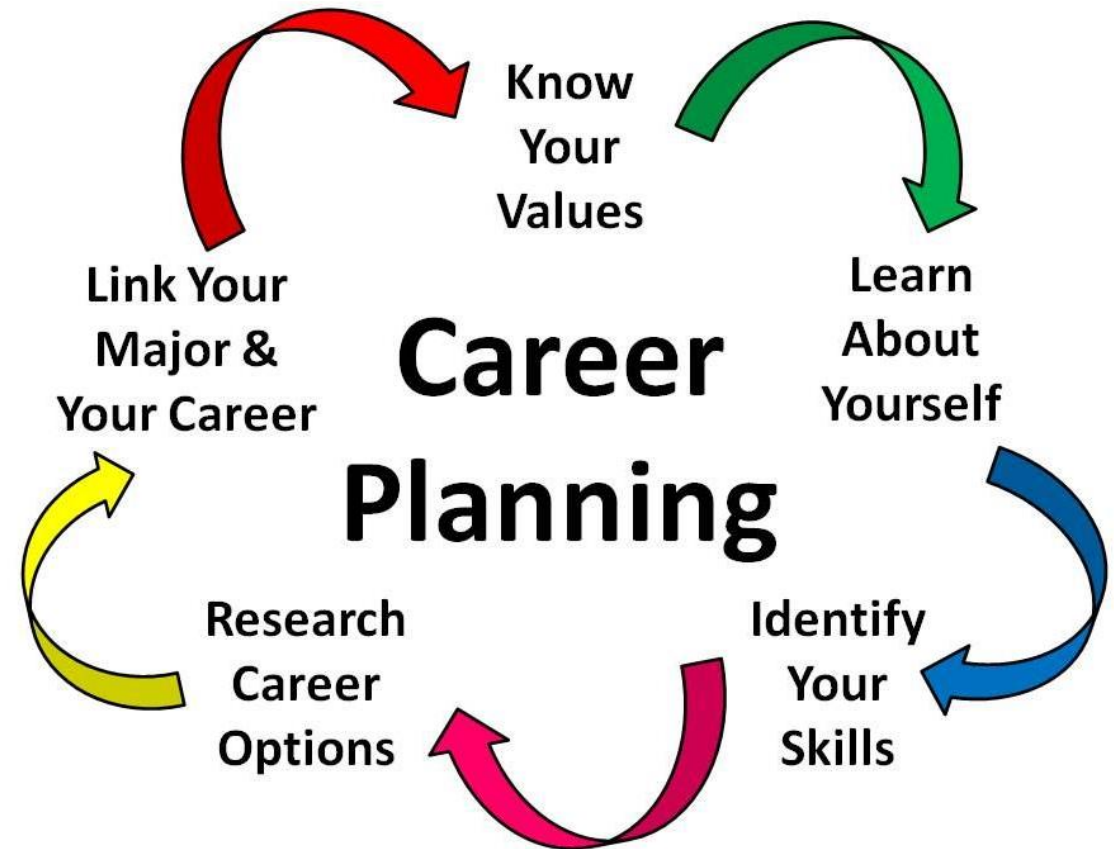 Know
Your
Values
Learn
About
Yourself
Identify
Your
Skills
Research
Career
Options
Link Your
Major &
Your Career
Career
Planning